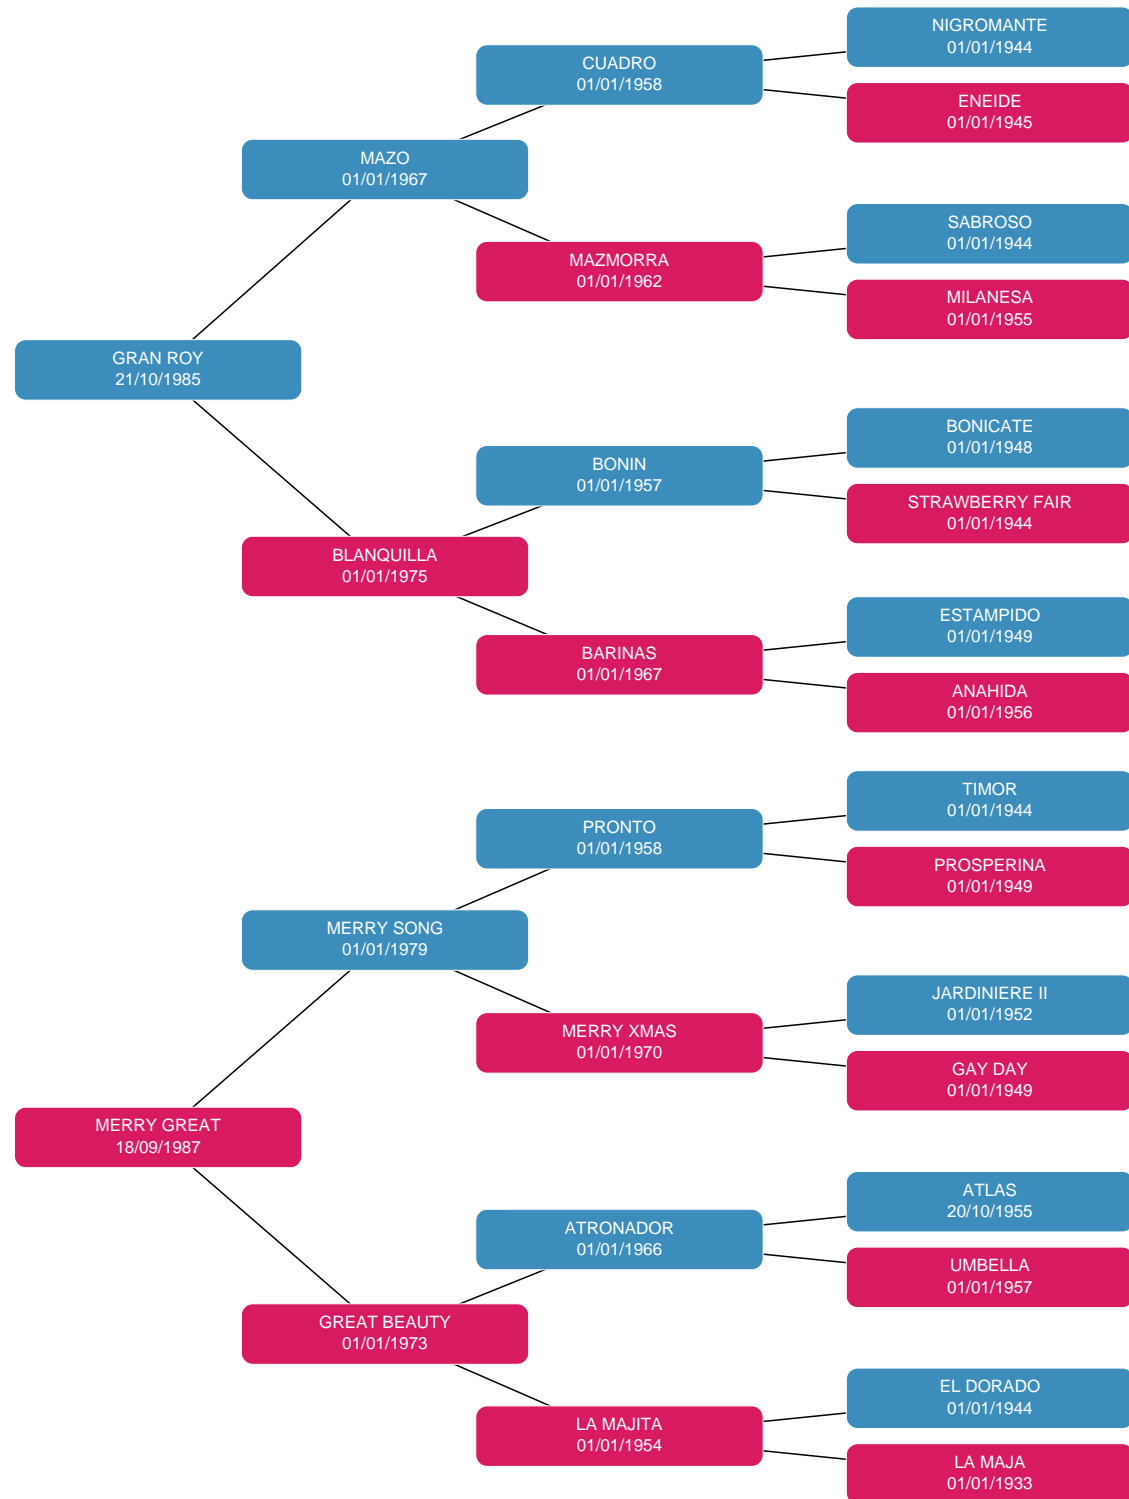 NIGROMANTE
01/01/1944
CUADRO
01/01/1958
ENEIDE
01/01/1945
MAZO
01/01/1967
SABROSO
01/01/1944
MAZMORRA
01/01/1962
MILANESA
01/01/1955
GRAN ROY
21/10/1985
BONICATE
01/01/1948
BONIN
01/01/1957
STRAWBERRY FAIR
01/01/1944
BLANQUILLA
01/01/1975
ESTAMPIDO
01/01/1949
BARINAS
01/01/1967
ANAHIDA
01/01/1956
TIMOR
01/01/1944
PRONTO
01/01/1958
PROSPERINA
01/01/1949
MERRY SONG
01/01/1979
JARDINIERE II
01/01/1952
MERRY XMAS
01/01/1970
GAY DAY
01/01/1949
MERRY GREAT
18/09/1987
ATLAS
20/10/1955
ATRONADOR
01/01/1966
UMBELLA
01/01/1957
GREAT BEAUTY
01/01/1973
EL DORADO
01/01/1944
LA MAJITA
01/01/1954
LA MAJA
01/01/1933